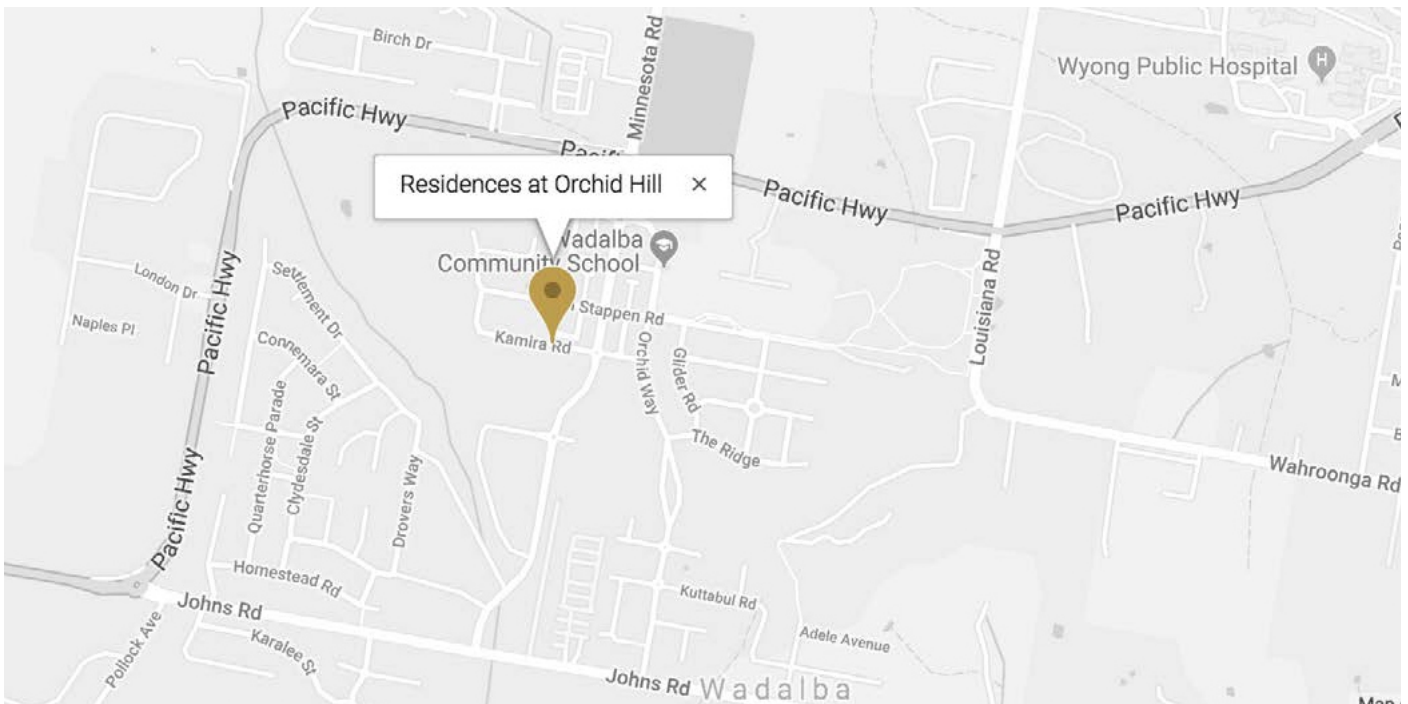 Birch Dr
Minnesota Rd
Wyong Public Hospital
H
Pacific Hwy
Residences at Orchid Hill ×
Pacific Hwy
Pacific Hwy
Community School
London Dr
Naples Pl
Pacific Hwy
Settlement Dr
Stappen Rd
Kamira Rd
Orchid Way
Glider Rd
Louisiana Rd
Connemara St
Quarterhorse Parade
Clydesdale St
Drovers Way
The Ridge
Wahroonga Rd
Pacific Hwy
Homestead Rd
Johns Rd
Kuttabul Rd
Pollock Ave
Karalee St
Adele Avenue
Johns Rd
Wadalba